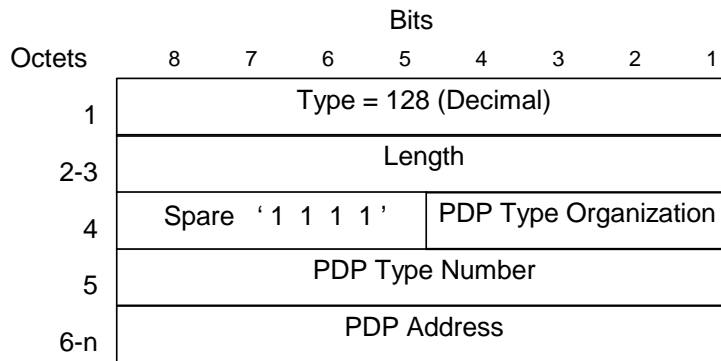 Bits
Octets 8 7 6 5 4 3 2 1
1 Type = 128 (Decimal)
2-3 Length
4 Spare ‘ 1 1 1 1 ’ PDP Type Organization
5 PDP Type Number
6-n PDP Address